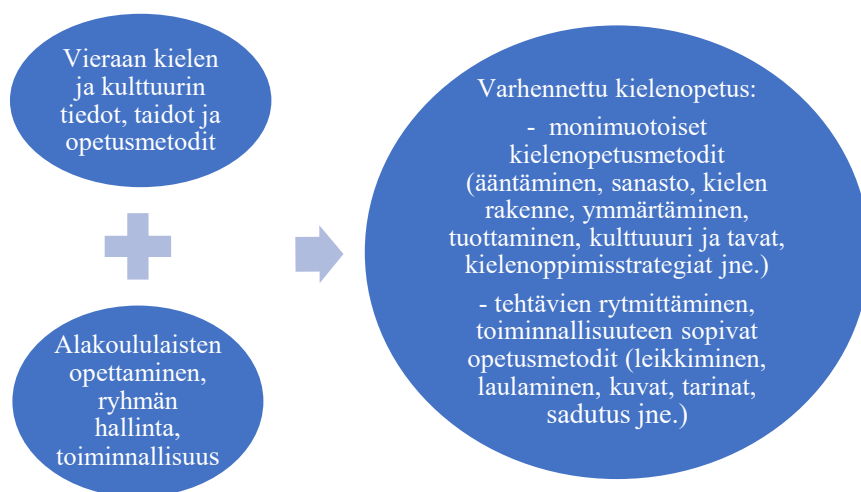 Vieraan kielen
ja kulttuurin
tiedot, taidot ja
opetusmetodit
Alakoululaisten
opettaminen,
ryhmän
hallinta,
toiminnallisuus
Varhennettu kielenopetus:
- monimuotoiset
kielenopetusmetodit
(ääntäminen, sanasto, kielen
rakenne, ymmärtäminen,
tuottaminen, kulttuuuri ja tavat,
kielenoppimisstrategiat jne.)
- tehtävien rytmittäminen,
toiminnallisuuteen sopivat
opetusmetodit (leikkiminen,
laulaminen, kuvat, tarinat,
sadutus jne.)